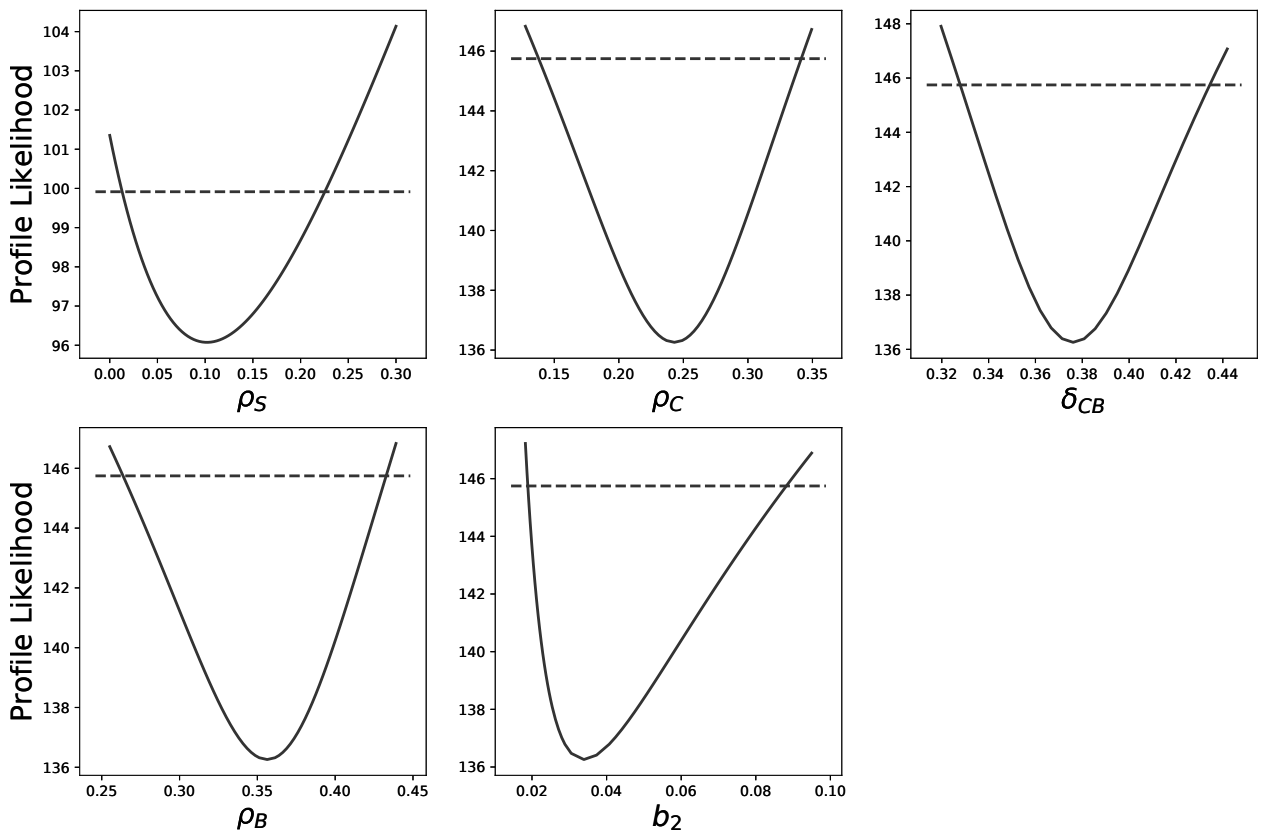 Profile Likelihood
104
103
102
101
100
99
98
97
96
0.00 0.05 0.10 0.15 0.20 0.25 0.30
ρS
146
144
142
140
138
136
0.15 0.20 0.25 0.30 0.35
ρC
148
146
144
142
140
138
136
0.32 0.34 0.36 0.38 0.40 0.42 0.44
δCB
Profile Likelihood
146
144
142
140
138
136
0.25 0.30 0.35 0.40 0.45
ρB
146
144
142
140
138
136
0.02 0.04 0.06 0.08 0.10
b2